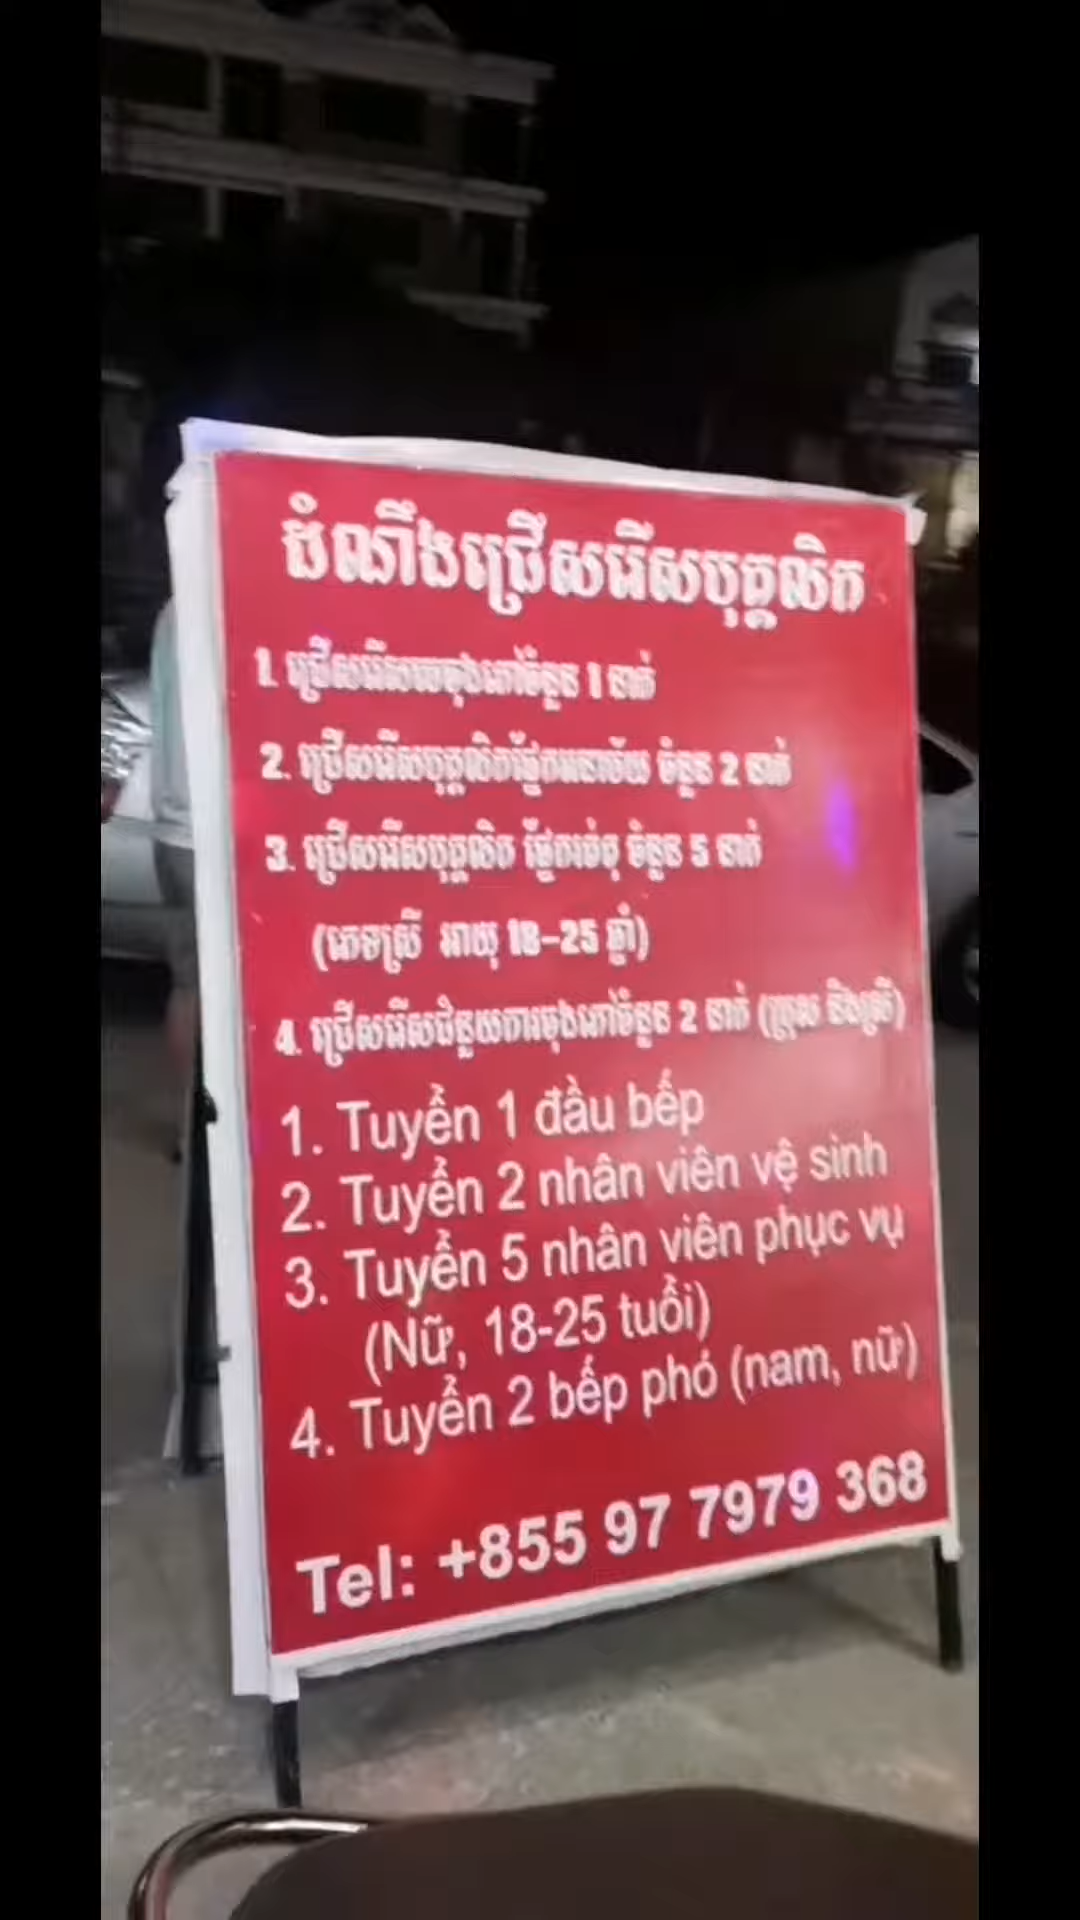 ដំណឹងជ្រើសរើសបុគ្គលិក
1. ជ្រើសរើសមេចុងភៅចំនួន 1 នាក់
2. ជ្រើសរើសបុគ្គលិកផ្នែកអនាម័យ ចំនួន 2 នាក់
3. ជ្រើសរើសបុគ្គលិក ផ្នែករត់តុ ចំនួន 5 នាក់
(ភេទស្រី អាយុ 18-25 ឆ្នាំ)
4. ជ្រើសរើសជំនួយការចុងភៅចំនួន 2 នាក់ (ប្រុស និងស្រី)
1. Tuyển 1 đầu bếp
2. Tuyển 2 nhân viên vệ sinh
3. Tuyển 5 nhân viên phục vụ
(Nữ, 18-25 tuổi)
4. Tuyển 2 bếp phó (nam, nữ)
Tel: +855 97 7979 368